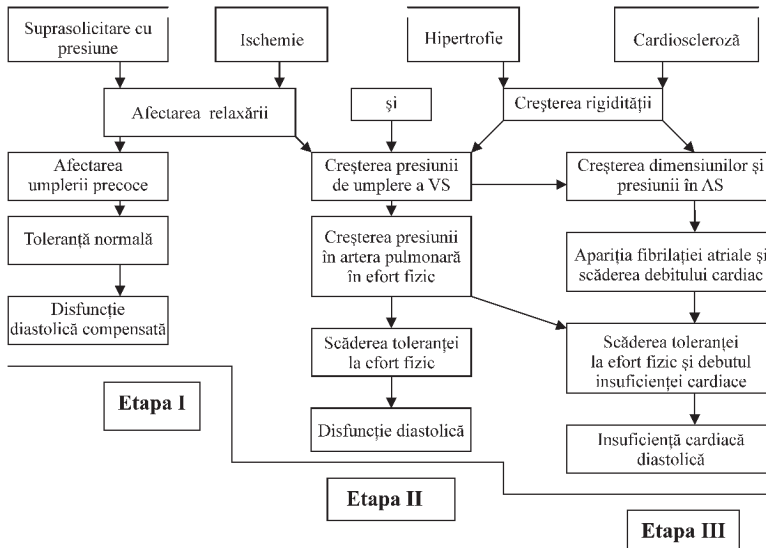 Suprasolicitare cu
presiune
Ischemie
Hipertrofie
Cardioscleroză
Afectarea relaxării
și
Creșterea rigidității
Afectarea
umplerii precoce
Creșterea presiunii
de umplere a VS
Creșterea dimensiunilor și
presiunii în AS
Toleranță normală
Creșterea presiunii
în artera pulmonară
în efort fizic
Apariția fibrilației atriale și
scăderea debitului cardiac
Disfuncție
diastolică compensată
Scăderea toleranței
la efort fizic
Scăderea toleranței
la efort fizic și debutul
insuficienței cardiace
Etapa I
Disfuncție diastolică
Insuficiență cardiacă
diastolică
Etapa II
Etapa III